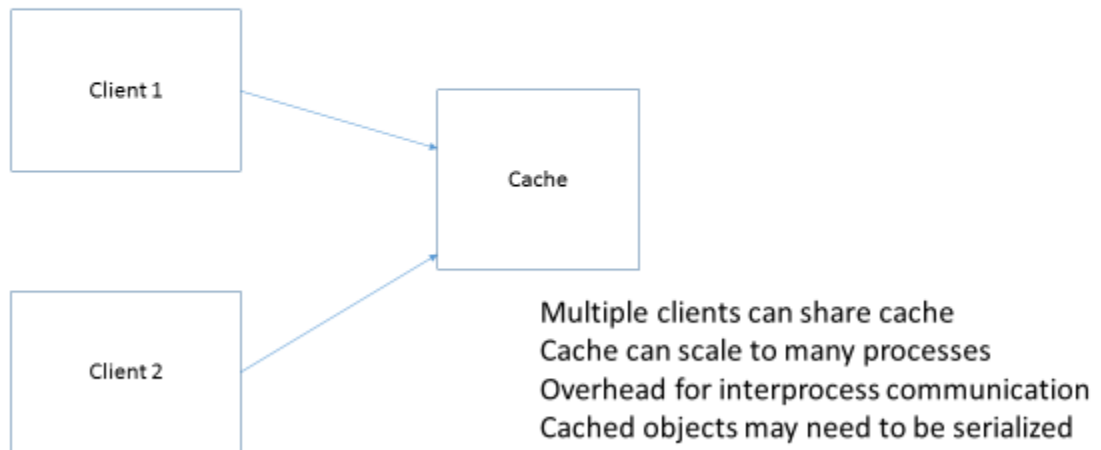 Client 1
Cache
Client 2
Multiple clients can share cache
Cache can scale to many processes
Overhead for interprocess communication
Cached objects may need to be serialized